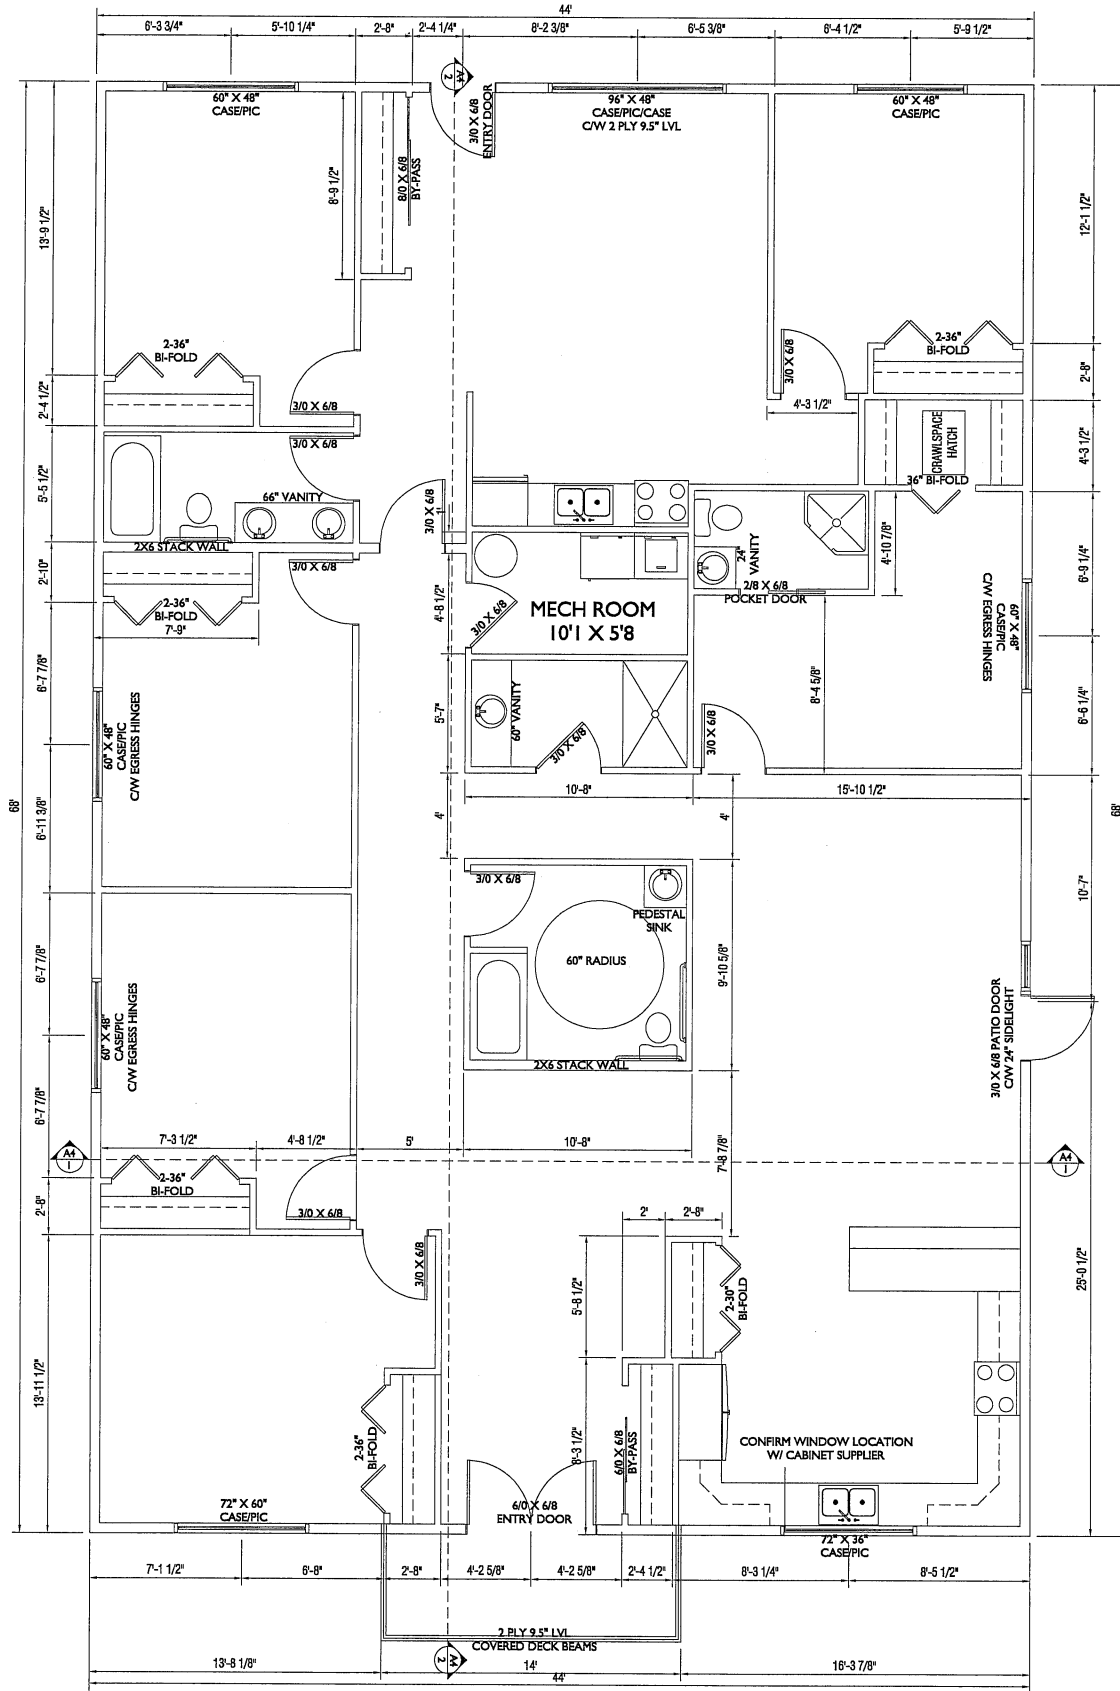 44'
6'-3 3/4"
5'-10 1/4"
2'-8"
2'-4 1/4"
8'-2 3/8"
6'-5 3/8"
6'-4 1/2"
5'-9 1/2"
A4
2
60" X 48"
CASE/PIC
3/0 X 6/8
ENTRY DOOR
96" X 48"
CASE/PIC/CASE
C/W 2 PLY 9.5" LVL
60" X 48"
CASE/PIC
8/0 X 6/8
BY-PASS
8'-9 1/2"
13'-9 1/2"
12'-1 1/2"
2-36"
BI-FOLD
2-36"
BI-FOLD
3/0 X 6/8
2'-8"
2'-4 1/2"
3/0 X 6/8
4'-3 1/2"
CRAWLSPACE
HATCH
4'-3 1/2"
3/0 X 6/8
36" BI-FOLD
5'-5 1/2"
66" VANITY
3/0 X 6/8
2X6 STACK WALL
24"
VANITY
4'-10 7/8"
6'-9 1/4"
2'-10"
3/0 X 6/8
2-36"
BI-FOLD
7'-9"
4'-8 1/2"
3/0 X 6/8
MECH ROOM
10'1 X 5'8
2/8 X 6/8
POCKET DOOR
60" X 48"
CASE/PIC
C/W EGRESS HINGES
6'-7 7/8"
60" X 48"
CASE/PIC
C/W EGRESS HINGES
5'-7"
60" VANITY
3/0 X 6/8
3/0 X 6/8
8'-4 5/8"
6'-6 1/4"
10'-8"
15'-10 1/2"
68'
68'
6'-11 3/8"
4'
4'
3/0 X 6/8
PEDESTAL
SINK
60" RADIUS
9'-10 5/8"
10'-7"
6'-7 7/8"
60" X 48"
CASE/PIC
C/W EGRESS HINGES
3/0 X 6/8 PATIO DOOR
C/W 24" SIDELIGHT
2X6 STACK WALL
6'-7 7/8"
7'-3 1/2"
4'-8 1/2"
5'
10'-8"
7'-8 7/8"
A4
1
A4
1
2-36"
BI-FOLD
2'-8"
3/0 X 6/8
2'
2'-8"
3/0 X 6/8
5'-8 1/2"
2-30"
BI-FOLD
25'-0 1/2"
13'-11 1/2"
2-36"
BI-FOLD
8'-3 1/2"
6/0 X 6/8
BY-PASS
CONFIRM WINDOW LOCATION
W/ CABINET SUPPLIER
72" X 60"
CASE/PIC
6/0 X 6/8
ENTRY DOOR
72" X 36"
CASE/PIC
7'-1 1/2"
6'-8"
2'-8"
4'-2 5/8"
4'-2 5/8"
2'-4 1/2"
8'-3 1/4"
8'-5 1/2"
2 PLY 9.5" LVL
COVERED DECK BEAMS
A4
2
13'-8 1/8"
14'
16'-3 7/8"
44'